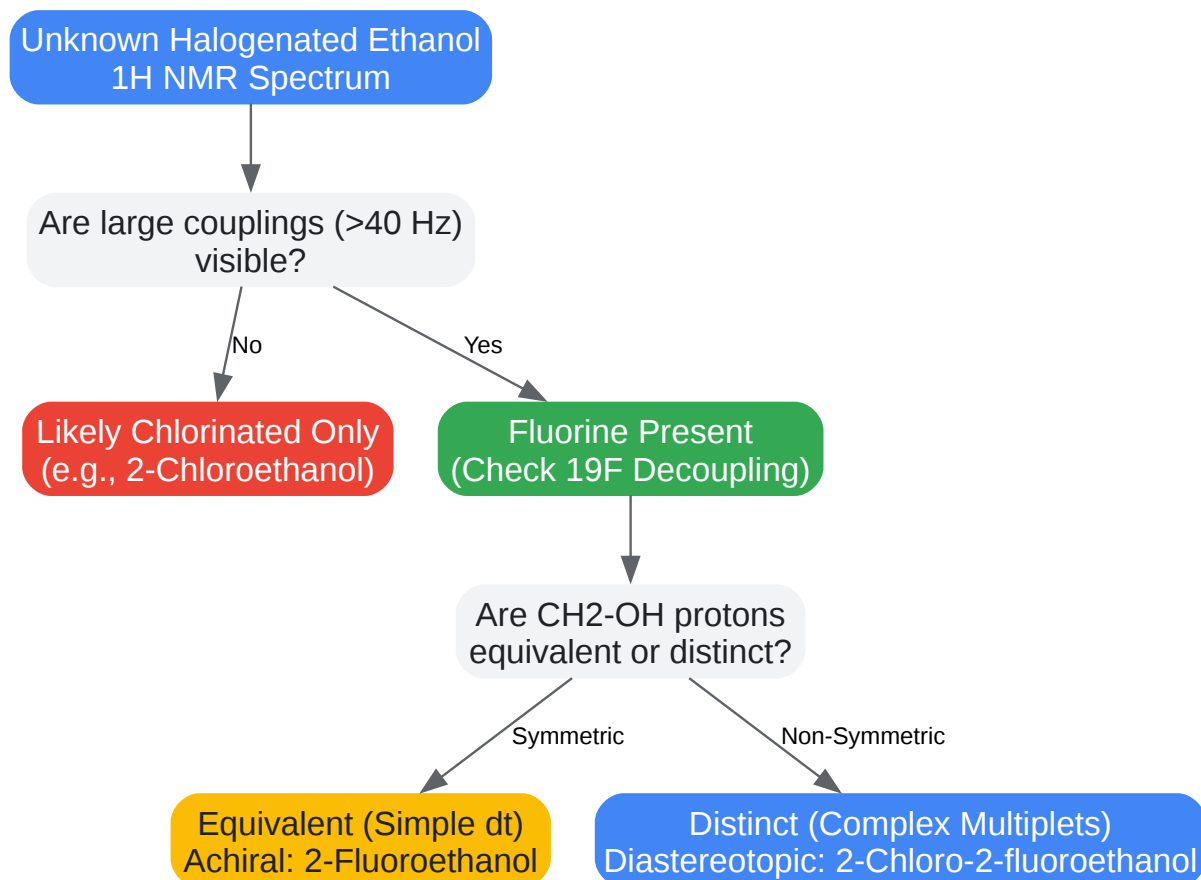 Unknown Halogenated Ethanol
1H NMR Spectrum
Are large couplings (>40 Hz)
visible?
No
Yes
Likely Chlorinated Only
(e.g., 2-Chloroethanol)
Fluorine Present
(Check 19F Decoupling)
Are CH2-OH protons
equivalent or distinct?
Symmetric
Non-Symmetric
Equivalent (Simple dt)
Achiral: 2-Fluoroethanol
Distinct (Complex Multiplets)
Diastereotopic: 2-Chloro-2-fluoroethanol